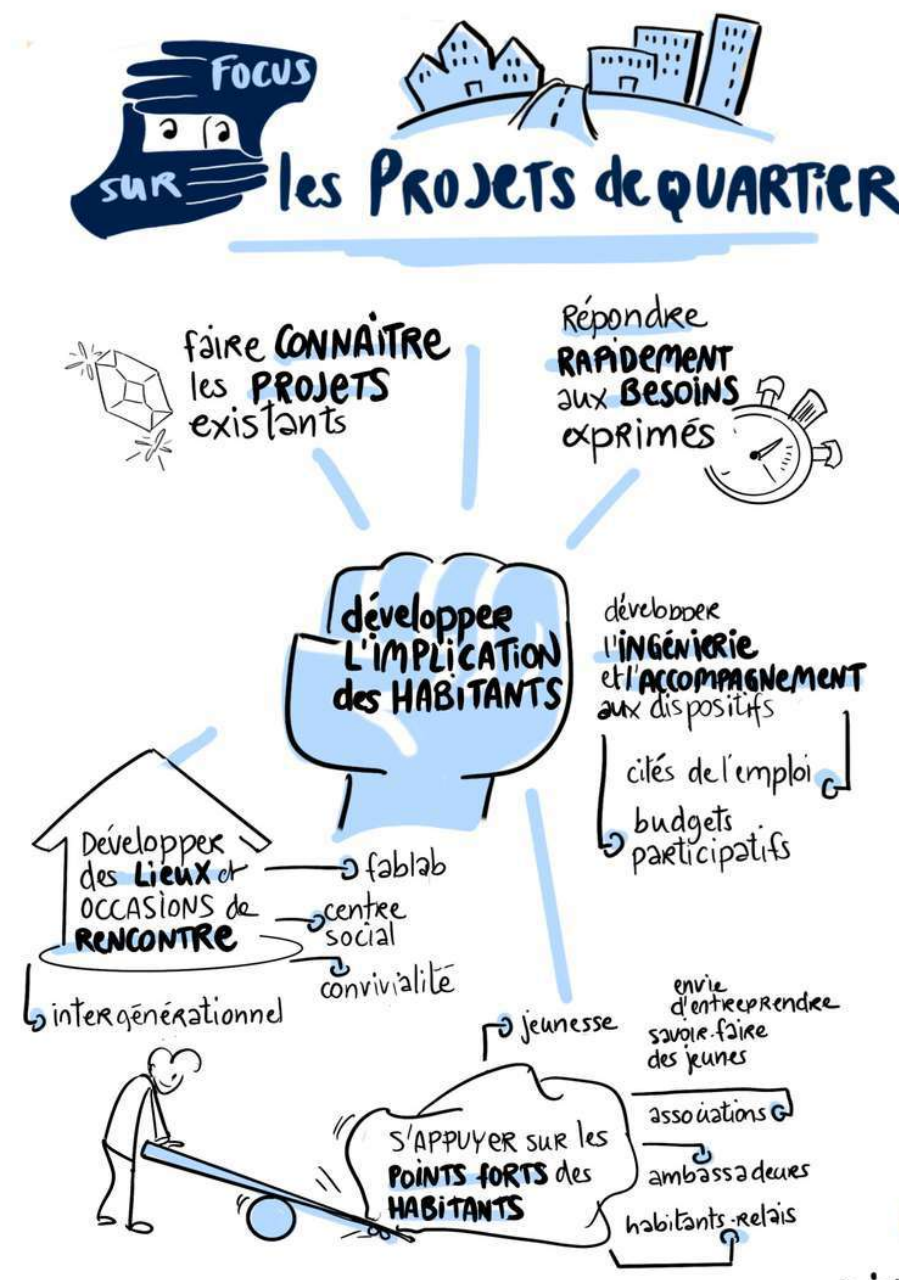 FOCUS
SUR
les PROJETS de QUARTIER
faire CONNAÎTRE
les PROJETS
existants
Répondre
RAPIDEMENT
aux BESOINS
exprimés
développer
L'IMPLICATION
des HABITANTS
développer
l'INGÉNIERIE
et l'ACCOMPAGNEMENT
aux dispositifs
cités de l'emploi
budgets
participatifs
Développer
des LIEUX et
OCCASIONS de
RENCONTRE
fablab
centre
social
convivialité
intergénérationnel
jeunesse
envie
d'entreprendre
savoir-faire
des jeunes
associations
ambassadeurs
habitants-relais
S'APPUYER SUR les
POINTS FORTS des
HABITANTS